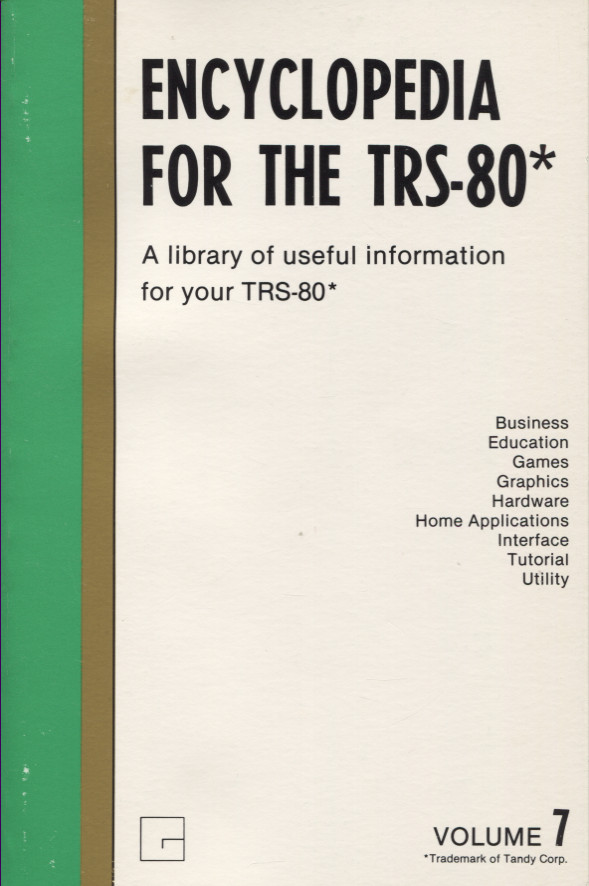 ENCYCLOPEDIA
FOR THE TRS-80*
A library of useful information
for your TRS-80*
Business
Education
Games
Graphics
Hardware
Home Applications
Interface
Tutorial
Utility
VOLUME 7
*Trademark of Tandy Corp.